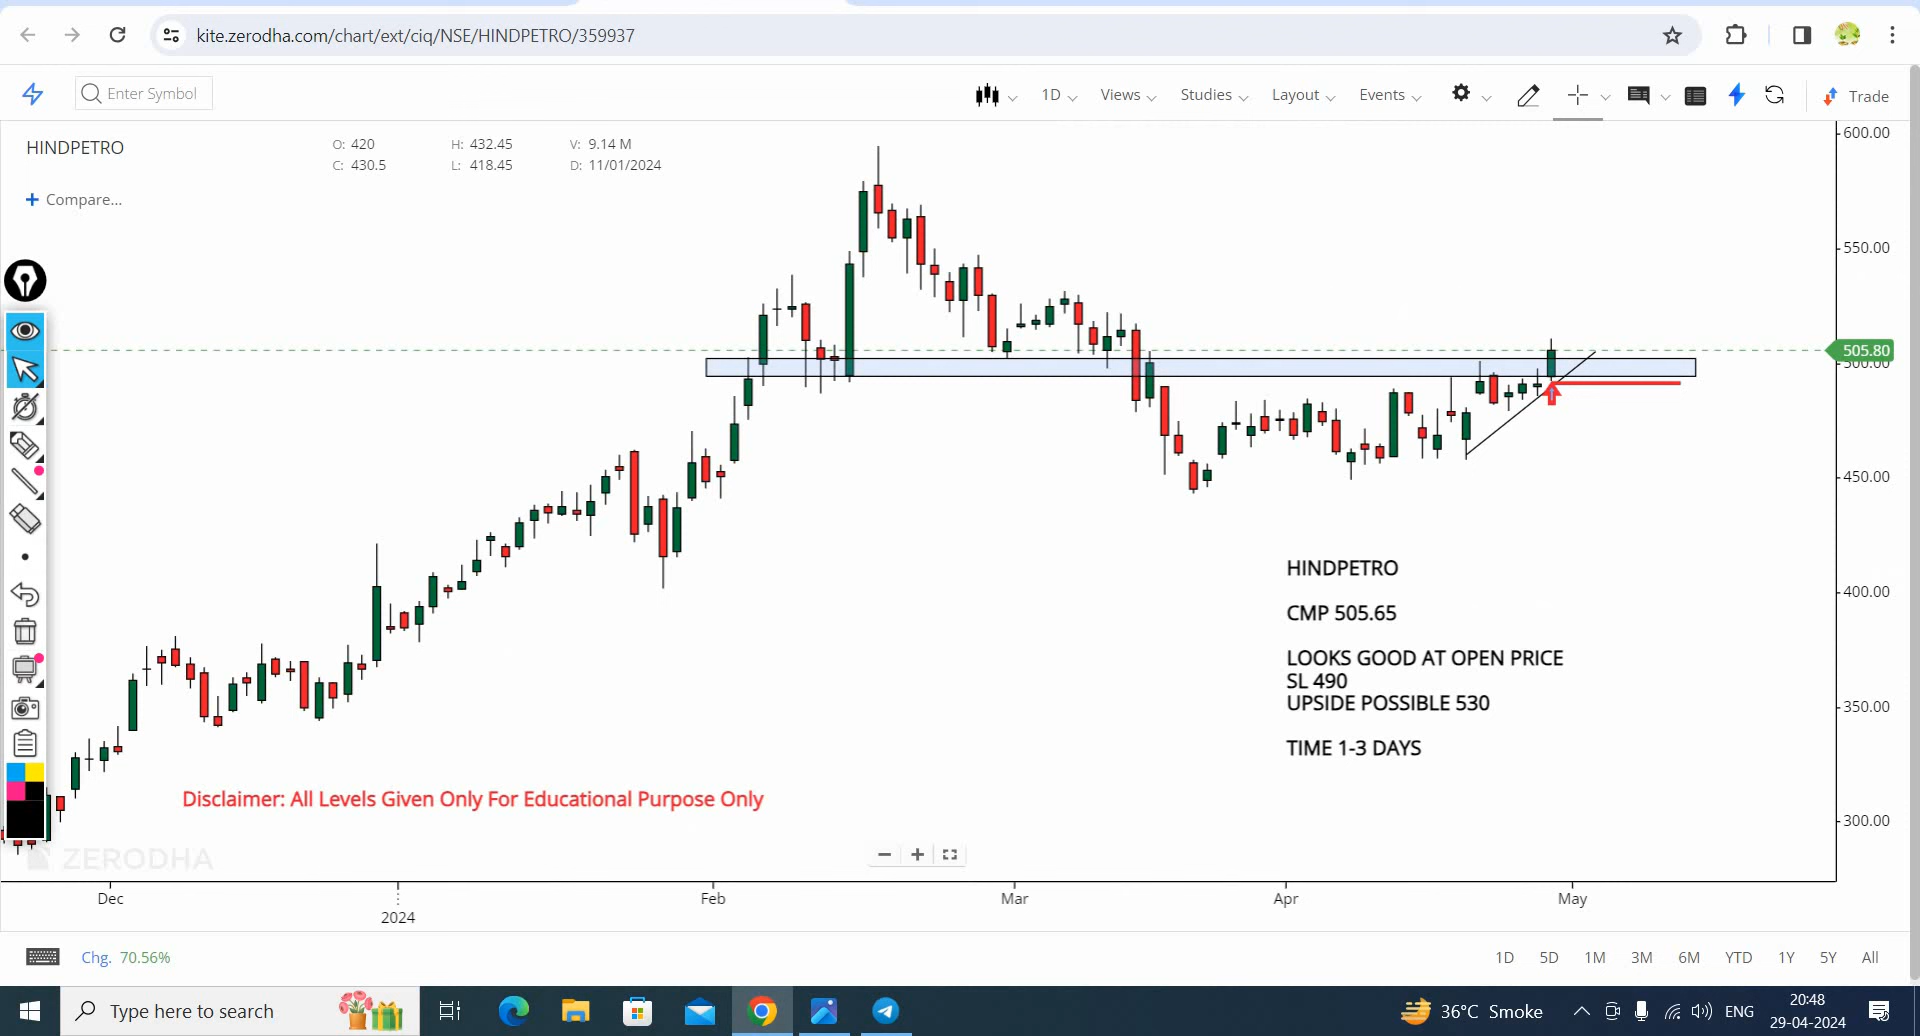 kite.zerodha.com/chart/ext/ciq/NSE/HINDPETRO/359937
Enter Symbol
1D
Views
Studies
Layout
Events
Trade
HINDPETRO
O: 420
H: 432.45
V: 9.14 M
C: 430.5
L: 418.45
D: 11/01/2024
+ Compare...
600.00
550.00
505.80
500.00
450.00
400.00
350.00
300.00
HINDPETRO
CMP 505.65
LOOKS GOOD AT OPEN PRICE
SL 490
UPSIDE POSSIBLE 530
TIME 1-3 DAYS
Disclaimer: All Levels Given Only For Educational Purpose Only
ZERODHA
Dec
2024
Feb
Mar
Apr
May
Chg. 70.56%
1D
5D
1M
3M
6M
YTD
1Y
5Y
All
Type here to search
36°C Smoke
ENG
20:48
29-04-2024